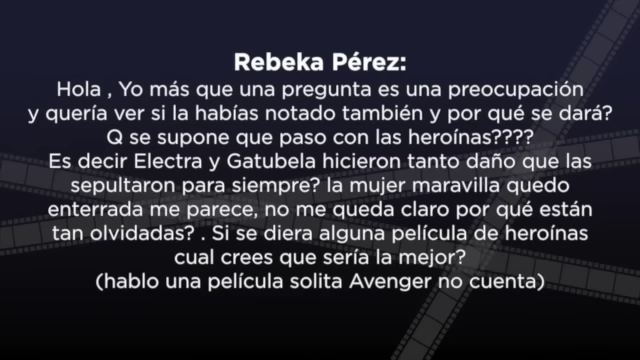 Rebeka Pérez:
Hola , Yo más que una pregunta es una preocupación
y quería ver si la habías notado también y por qué se dará?
Q se supone que paso con las heroínas????
Es decir Electra y Gatubela hicieron tanto daño que las
sepultaron para siempre? la mujer maravilla quedo
enterrada me parece, no me queda claro por qué están
tan olvidadas? . Si se diera alguna película de heroínas
cual crees que sería la mejor?
(hablo una película solita Avenger no cuenta)